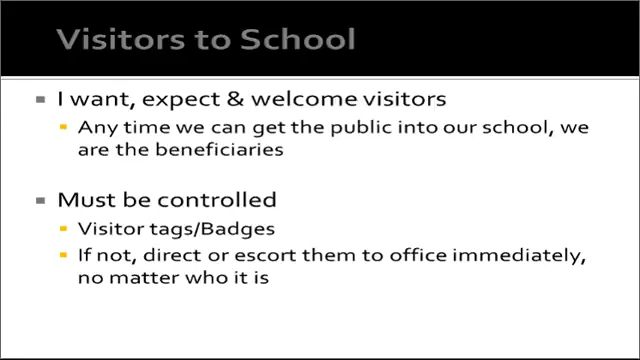 Visitors to School
I want, expect & welcome visitors
Any time we can get the public into our school, we
are the beneficiaries
Must be controlled
Visitor tags/Badges
If not, direct or escort them to office immediately,
no matter who it is